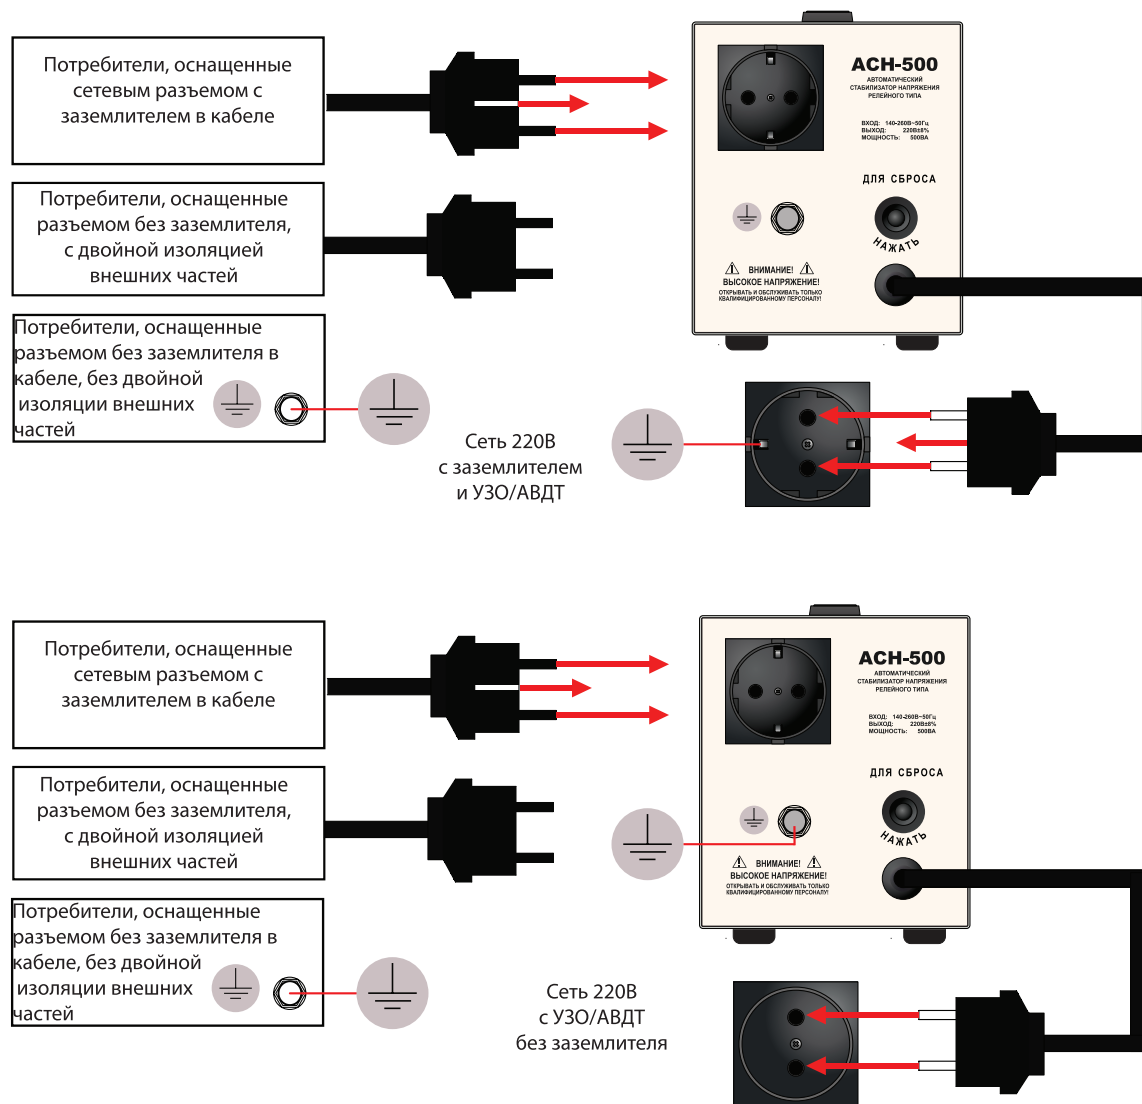 Потребители, оснащенные
сетевым разъемом с
заземлителем в кабеле
Потребители, оснащенные
разъемом без заземлителя,
с двойной изоляцией
внешних частей
Потребители, оснащенные
разъемом без заземлителя в
кабеле, без двойной
изоляции внешних
частей
АСН-500
АВТОМАТИЧЕСКИЙ
СТАБИЛИЗАТОР НАПРЯЖЕНИЯ
РЕЛЕЙНОГО ТИПА
ВХОД: 140-260В~50Гц
ВЫХОД: 220В±8%
МОЩНОСТЬ: 500ВА
ДЛЯ СБРОСА
НАЖАТЬ
ВНИМАНИЕ!
ВЫСОКОЕ НАПРЯЖЕНИЕ!
ОТКРЫВАТЬ И ОБСЛУЖИВАТЬ ТОЛЬКО
КВАЛИФИЦИРОВАННОМУ ПЕРСОНАЛУ!
Сеть 220В
с заземлителем
и УЗО/АВДТ
Потребители, оснащенные
сетевым разъемом с
заземлителем в кабеле
Потребители, оснащенные
разъемом без заземлителя,
с двойной изоляцией
внешних частей
Потребители, оснащенные
разъемом без заземлителя в
кабеле, без двойной
изоляции внешних
частей
АСН-500
АВТОМАТИЧЕСКИЙ
СТАБИЛИЗАТОР НАПРЯЖЕНИЯ
РЕЛЕЙНОГО ТИПА
ВХОД: 140-260В~50Гц
ВЫХОД: 220В±8%
МОЩНОСТЬ: 500ВА
ДЛЯ СБРОСА
НАЖАТЬ
ВНИМАНИЕ!
ВЫСОКОЕ НАПРЯЖЕНИЕ!
ОТКРЫВАТЬ И ОБСЛУЖИВАТЬ ТОЛЬКО
КВАЛИФИЦИРОВАННОМУ ПЕРСОНАЛУ!
Сеть 220В
с УЗО/АВДТ
без заземлителя